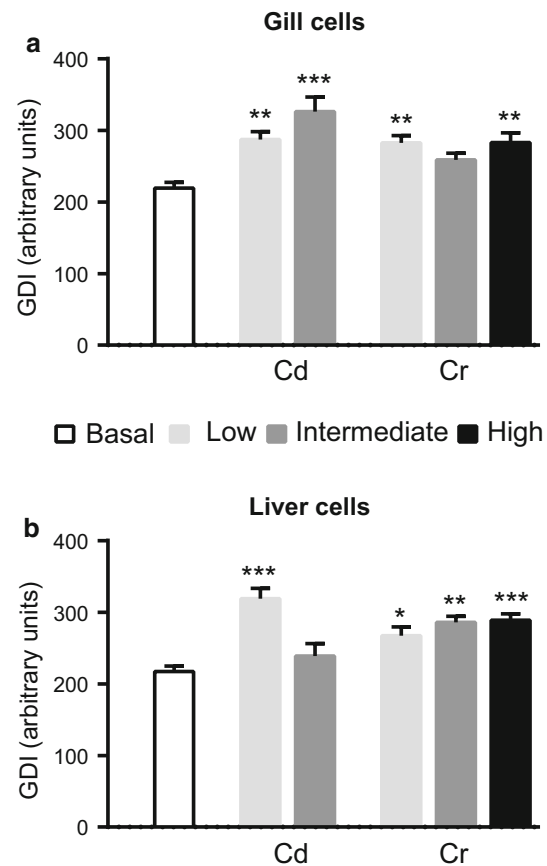 Gill cells
a
400
300
200
100
0
GDI (arbitrary units)
** *** ** **
Cd Cr
Basal Low Intermediate High
Liver cells
b
400
300
200
100
0
GDI (arbitrary units)
*** * ** ***
Cd Cr